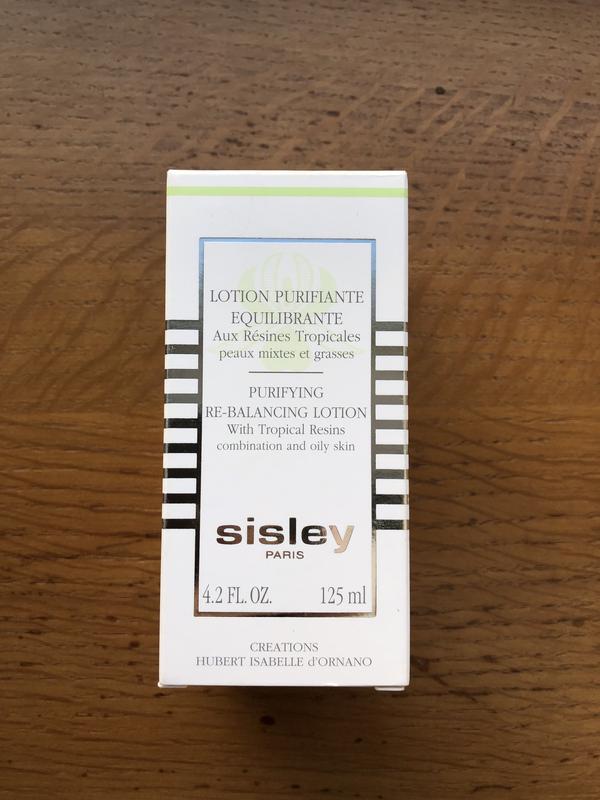 LOTION PURIFIANTE
EQUILIBRANTE
Aux Résines Tropicales
peaux mixtes et grasses
PURIFYING
RE-BALANCING LOTION
With Tropical Resins
combination and oily skin
sisley
PARIS
4.2 FL. OZ. 125 ml
CREATIONS
HUBERT ISABELLE d'ORNANO